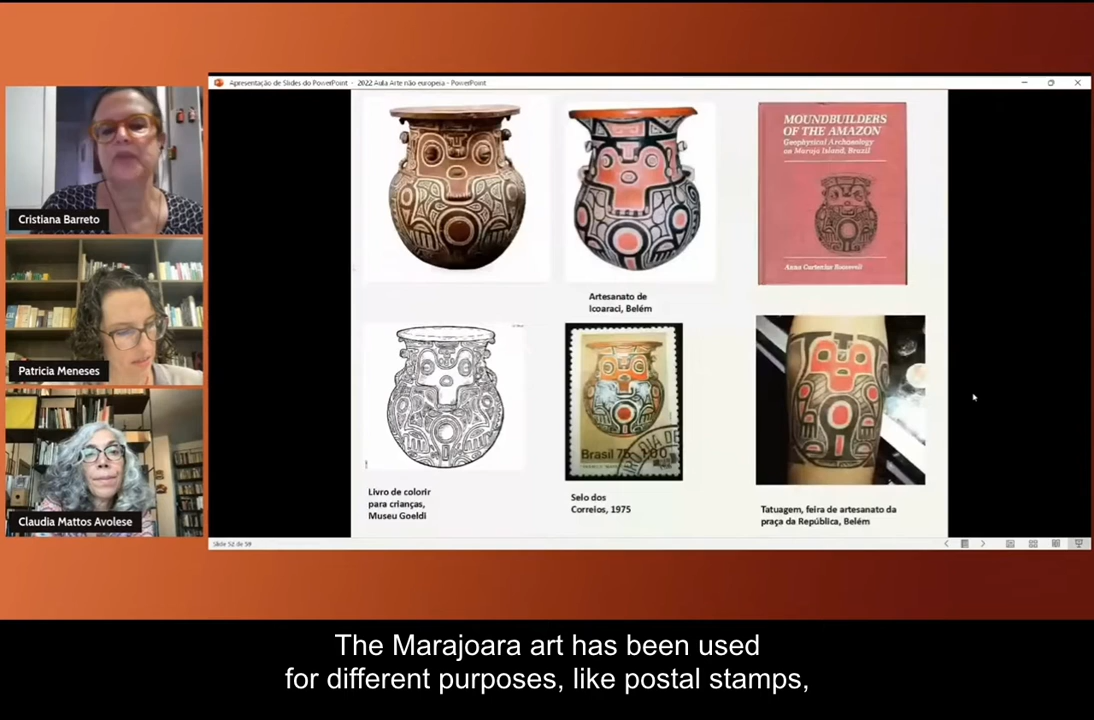 Apresentação de Slides do PowerPoint - 2022 Aula Arte não europeia - PowerPoint
Cristiana Barreto
Patricia Meneses
Claudia Mattos Avolese
MOUNDBUILDERS
OF THE AMAZON
Geophysical Archaeology
on Marajo Island, Brazil
Anna Curtenius Roosevelt
Artesanato de
Icoaraci, Belém
Livro de colorir
para crianças,
Museu Goeldi
Brasil 75
Selo dos
Correios, 1975
Tatuagem, feira de artesanato da
praça da República, Belém
Slide 52 de 59
The Marajoara art has been used
for different purposes, like postal stamps,